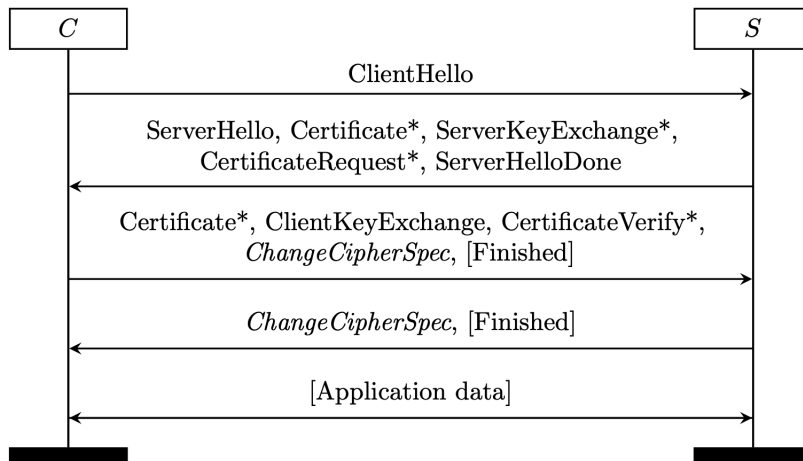 C
S
ClientHello
ServerHello, Certificate*, ServerKeyExchange*,
CertificateRequest*, ServerHelloDone
Certificate*, ClientKeyExchange, CertificateVerify*,
ChangeCipherSpec, [Finished]
ChangeCipherSpec, [Finished]
[Application data]